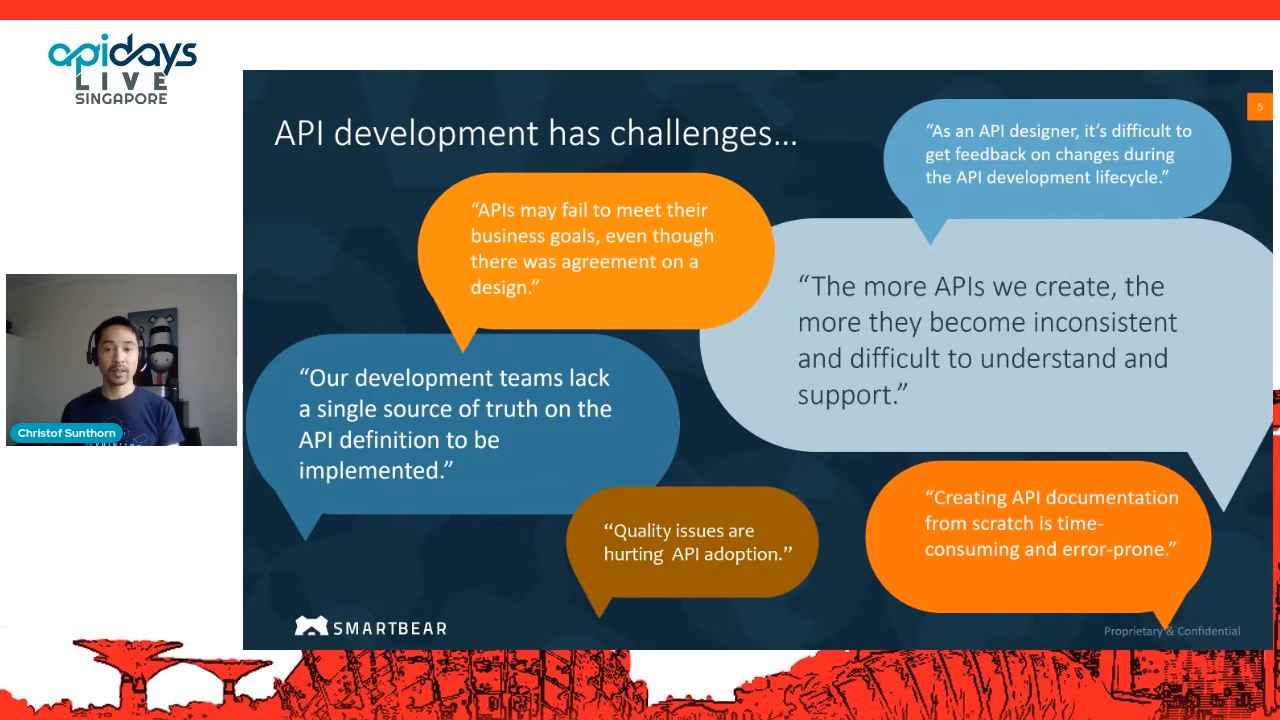 apidays
LIVE
SINGAPORE
5
API development has challenges...
“As an API designer, it’s difficult to
get feedback on changes during
the API development lifecycle.”
“APIs may fail to meet their
business goals, even though
there was agreement on a
design.”
“The more APIs we create, the
more they become inconsistent
and difficult to understand and
support.”
“Our development teams lack
a single source of truth on the
API definition to be
implemented.”
Christof Sunthorn
“Quality issues are
hurting  API adoption.”
“Creating API documentation
from scratch is time-
consuming and error-prone.”
SMARTBEAR
Proprietary & Confidential